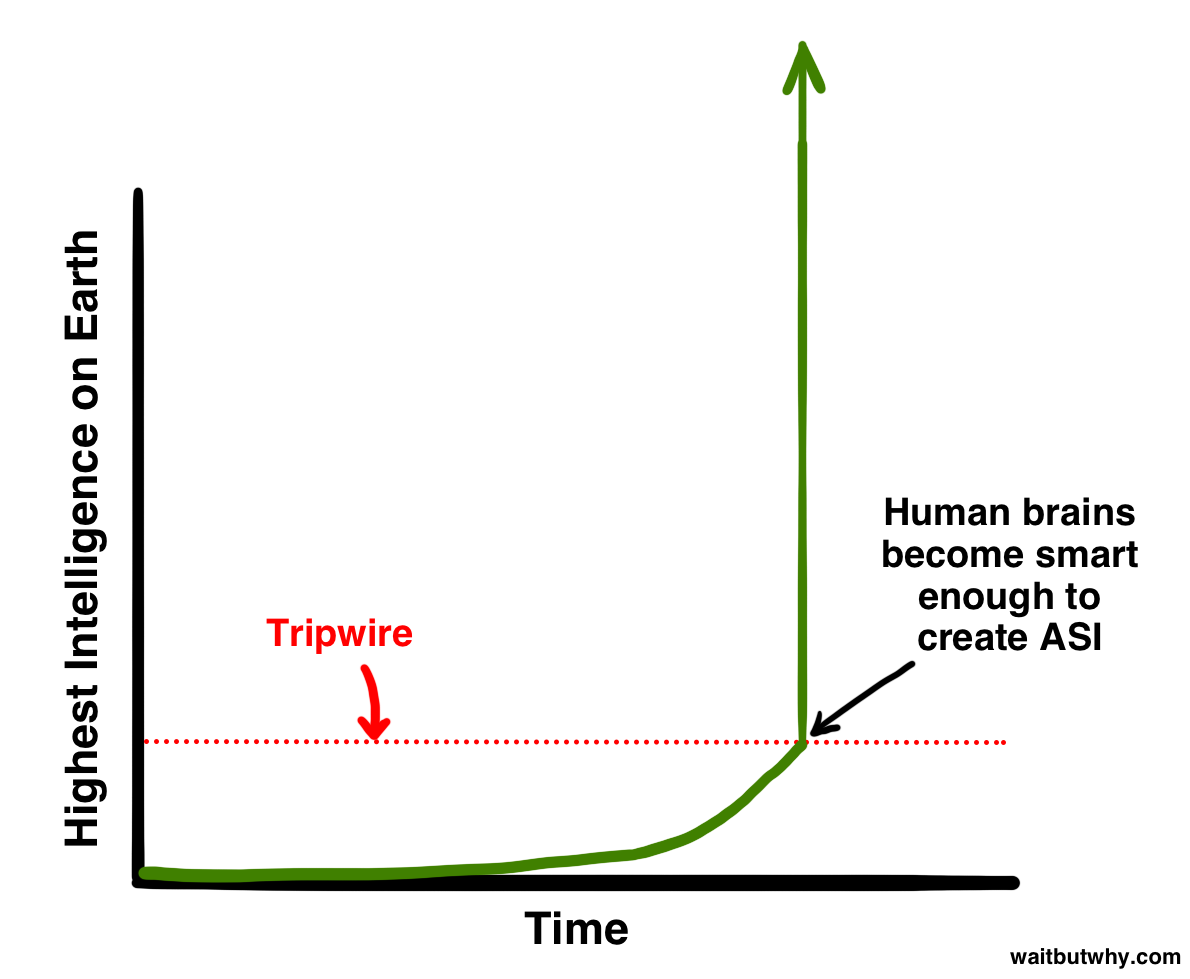 Highest Intelligence on Earth
Tripwire
Human brains
become smart
enough to
create ASI
Time
waitbutwhy.com